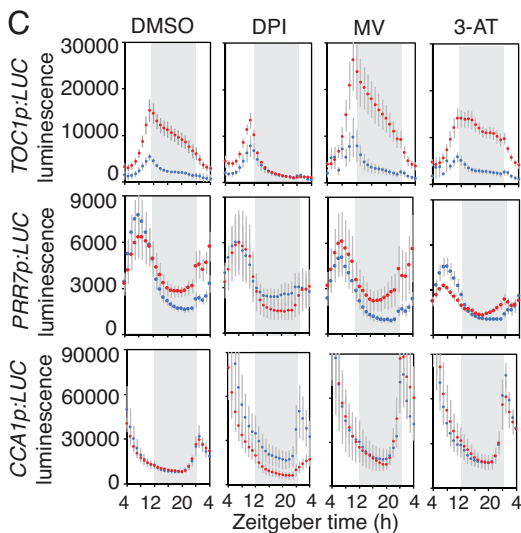 C
DMSO DPI MV 3-AT
TOC1p:LUC
luminescence
30000
20000
10000
0
PRR7p:LUC
luminescence
9000
6000
3000
0
CCA1p:LUC
luminescence
90000
60000
30000
0
4 12 20 4 4 12 20 4 4 12 20 4 4 12 20 4
Zeitgeber time (h)